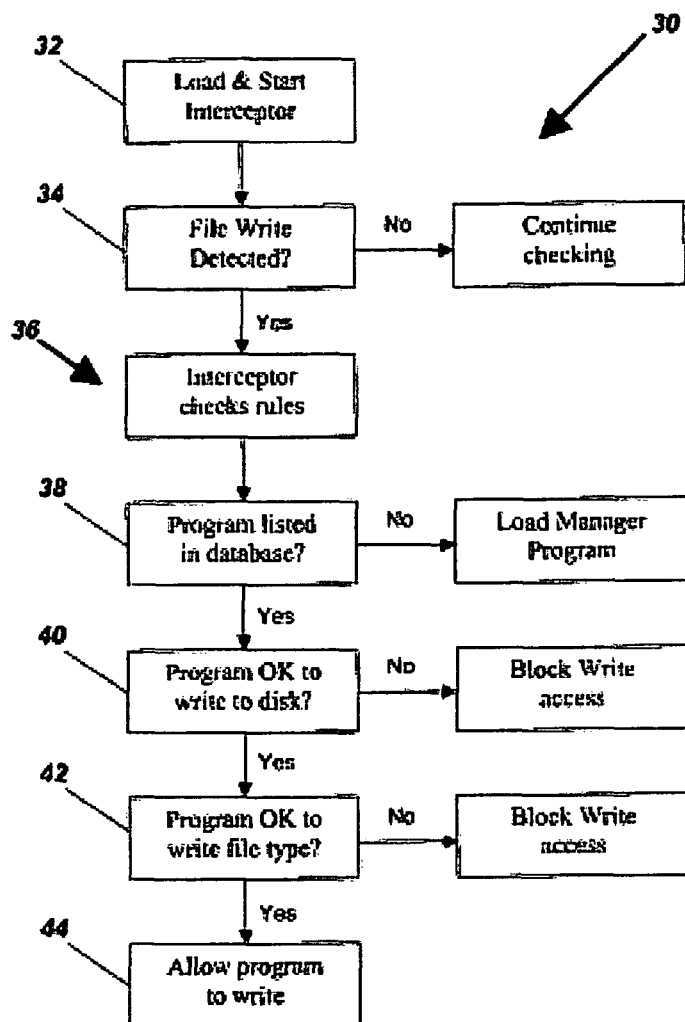 30
32
Load & Start
Interceptor
34
File Write
Detected?
No
Continue
checking
Yes
36
Interceptor
checks rules
38
Program listed
in database?
No
Load Manager
Program
Yes
40
Program OK to
write to disk?
No
Block Write
access
Yes
42
Program OK to
write file type?
No
Block Write
access
Yes
44
Allow program
to write